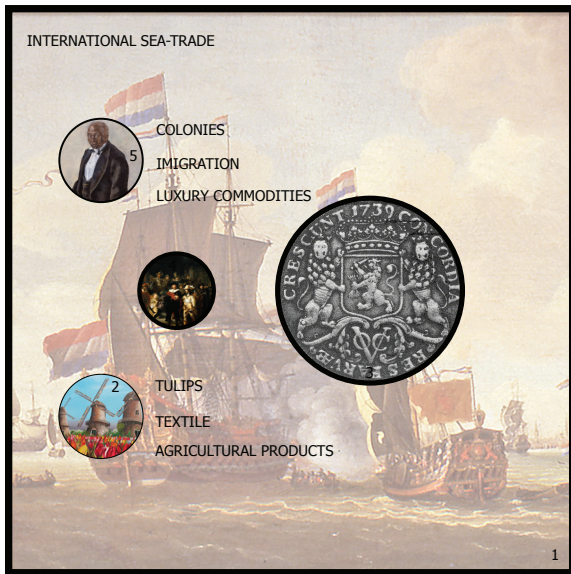 INTERNATIONAL SEA-TRADE
5
COLONIES
IMIGRATION
LUXURY COMMODITIES
CRESCUNT 1739 CONCORDIA
RES PARVÆ
VOC
3
2
TULIPS
TEXTILE
AGRICULTURAL PRODUCTS
1